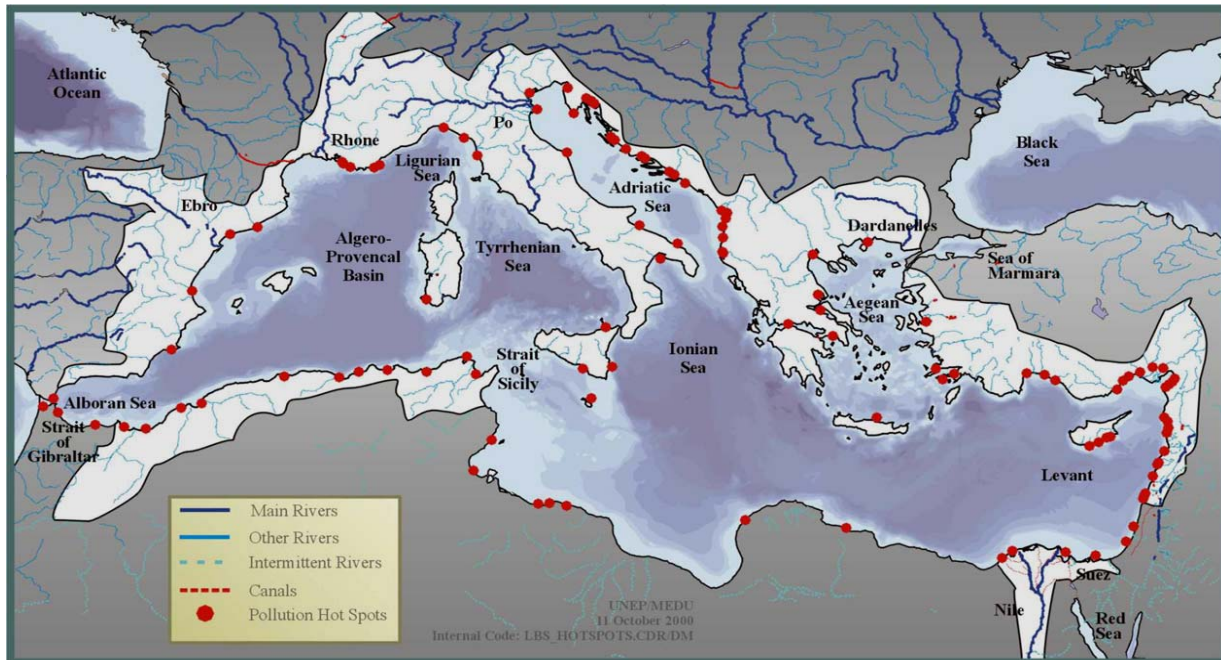 Atlantic
Ocean
Rhone
Po
Ligurian
Sea
Black
Sea
Ebro
Adriatic
Sea
Dardanelles
Algero-
Provencal
Basin
Tyrrhenian
Sea
Sea of
Marmara
Aegean
Sea
Strait
of
Sicily
Ionian
Sea
Alboran Sea
Strait
of
Gibraltar
Levant
Main Rivers
Other Rivers
Intermittent Rivers
Canals
Pollution Hot Spots
Suez
Nile
Red
Sea
UNEP/MEDU
11 October 2000
Internal Code: LBS_HOTSPOTS.CDR/DM